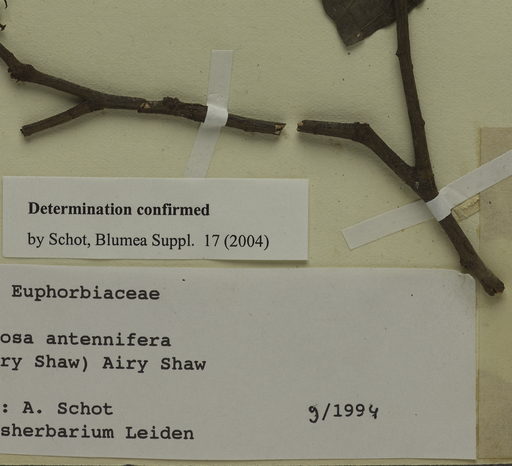 Determination confirmed
by Schot, Blumea Suppl. 17 (2004)
Euphorbiaceae
osa antennifera
ry Shaw) Airy Shaw
: A. Schot 9/1994
sherbarium Leiden